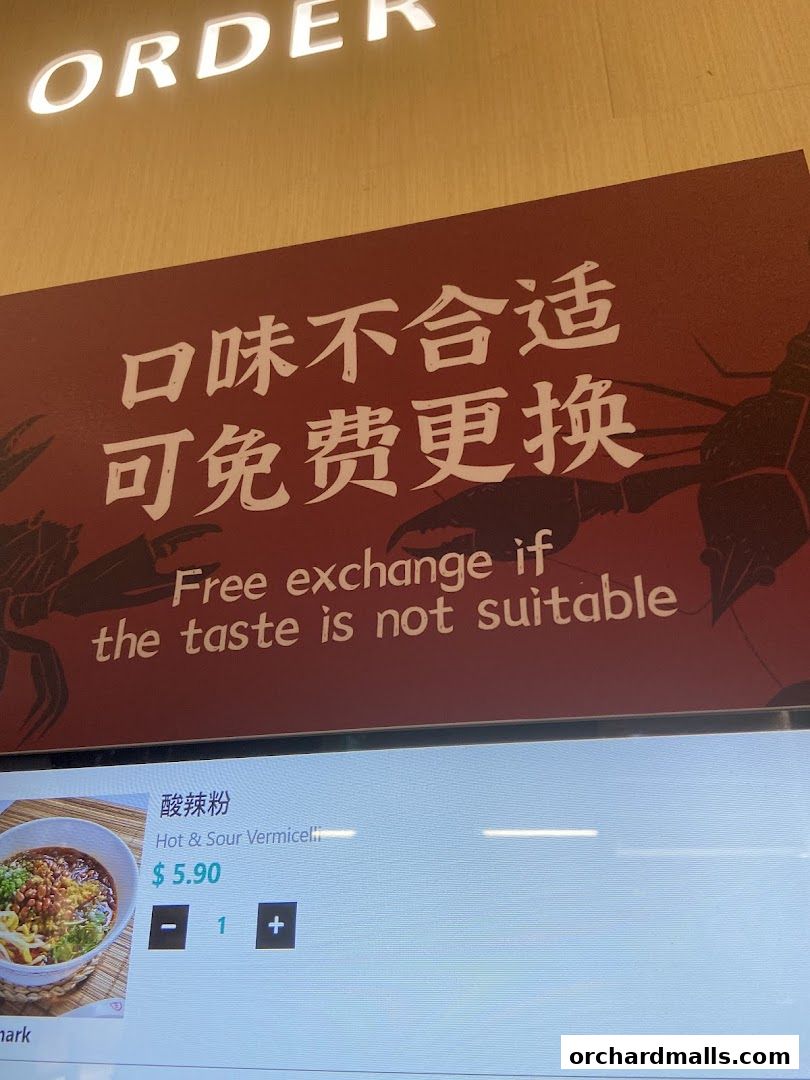 ORDER
口味不合适
可免费更换
Free exchange if
the taste is not suitable
酸辣粉
Hot & Sour Vermicelli
$ 5.90
- 1 +
orchardmalls.com